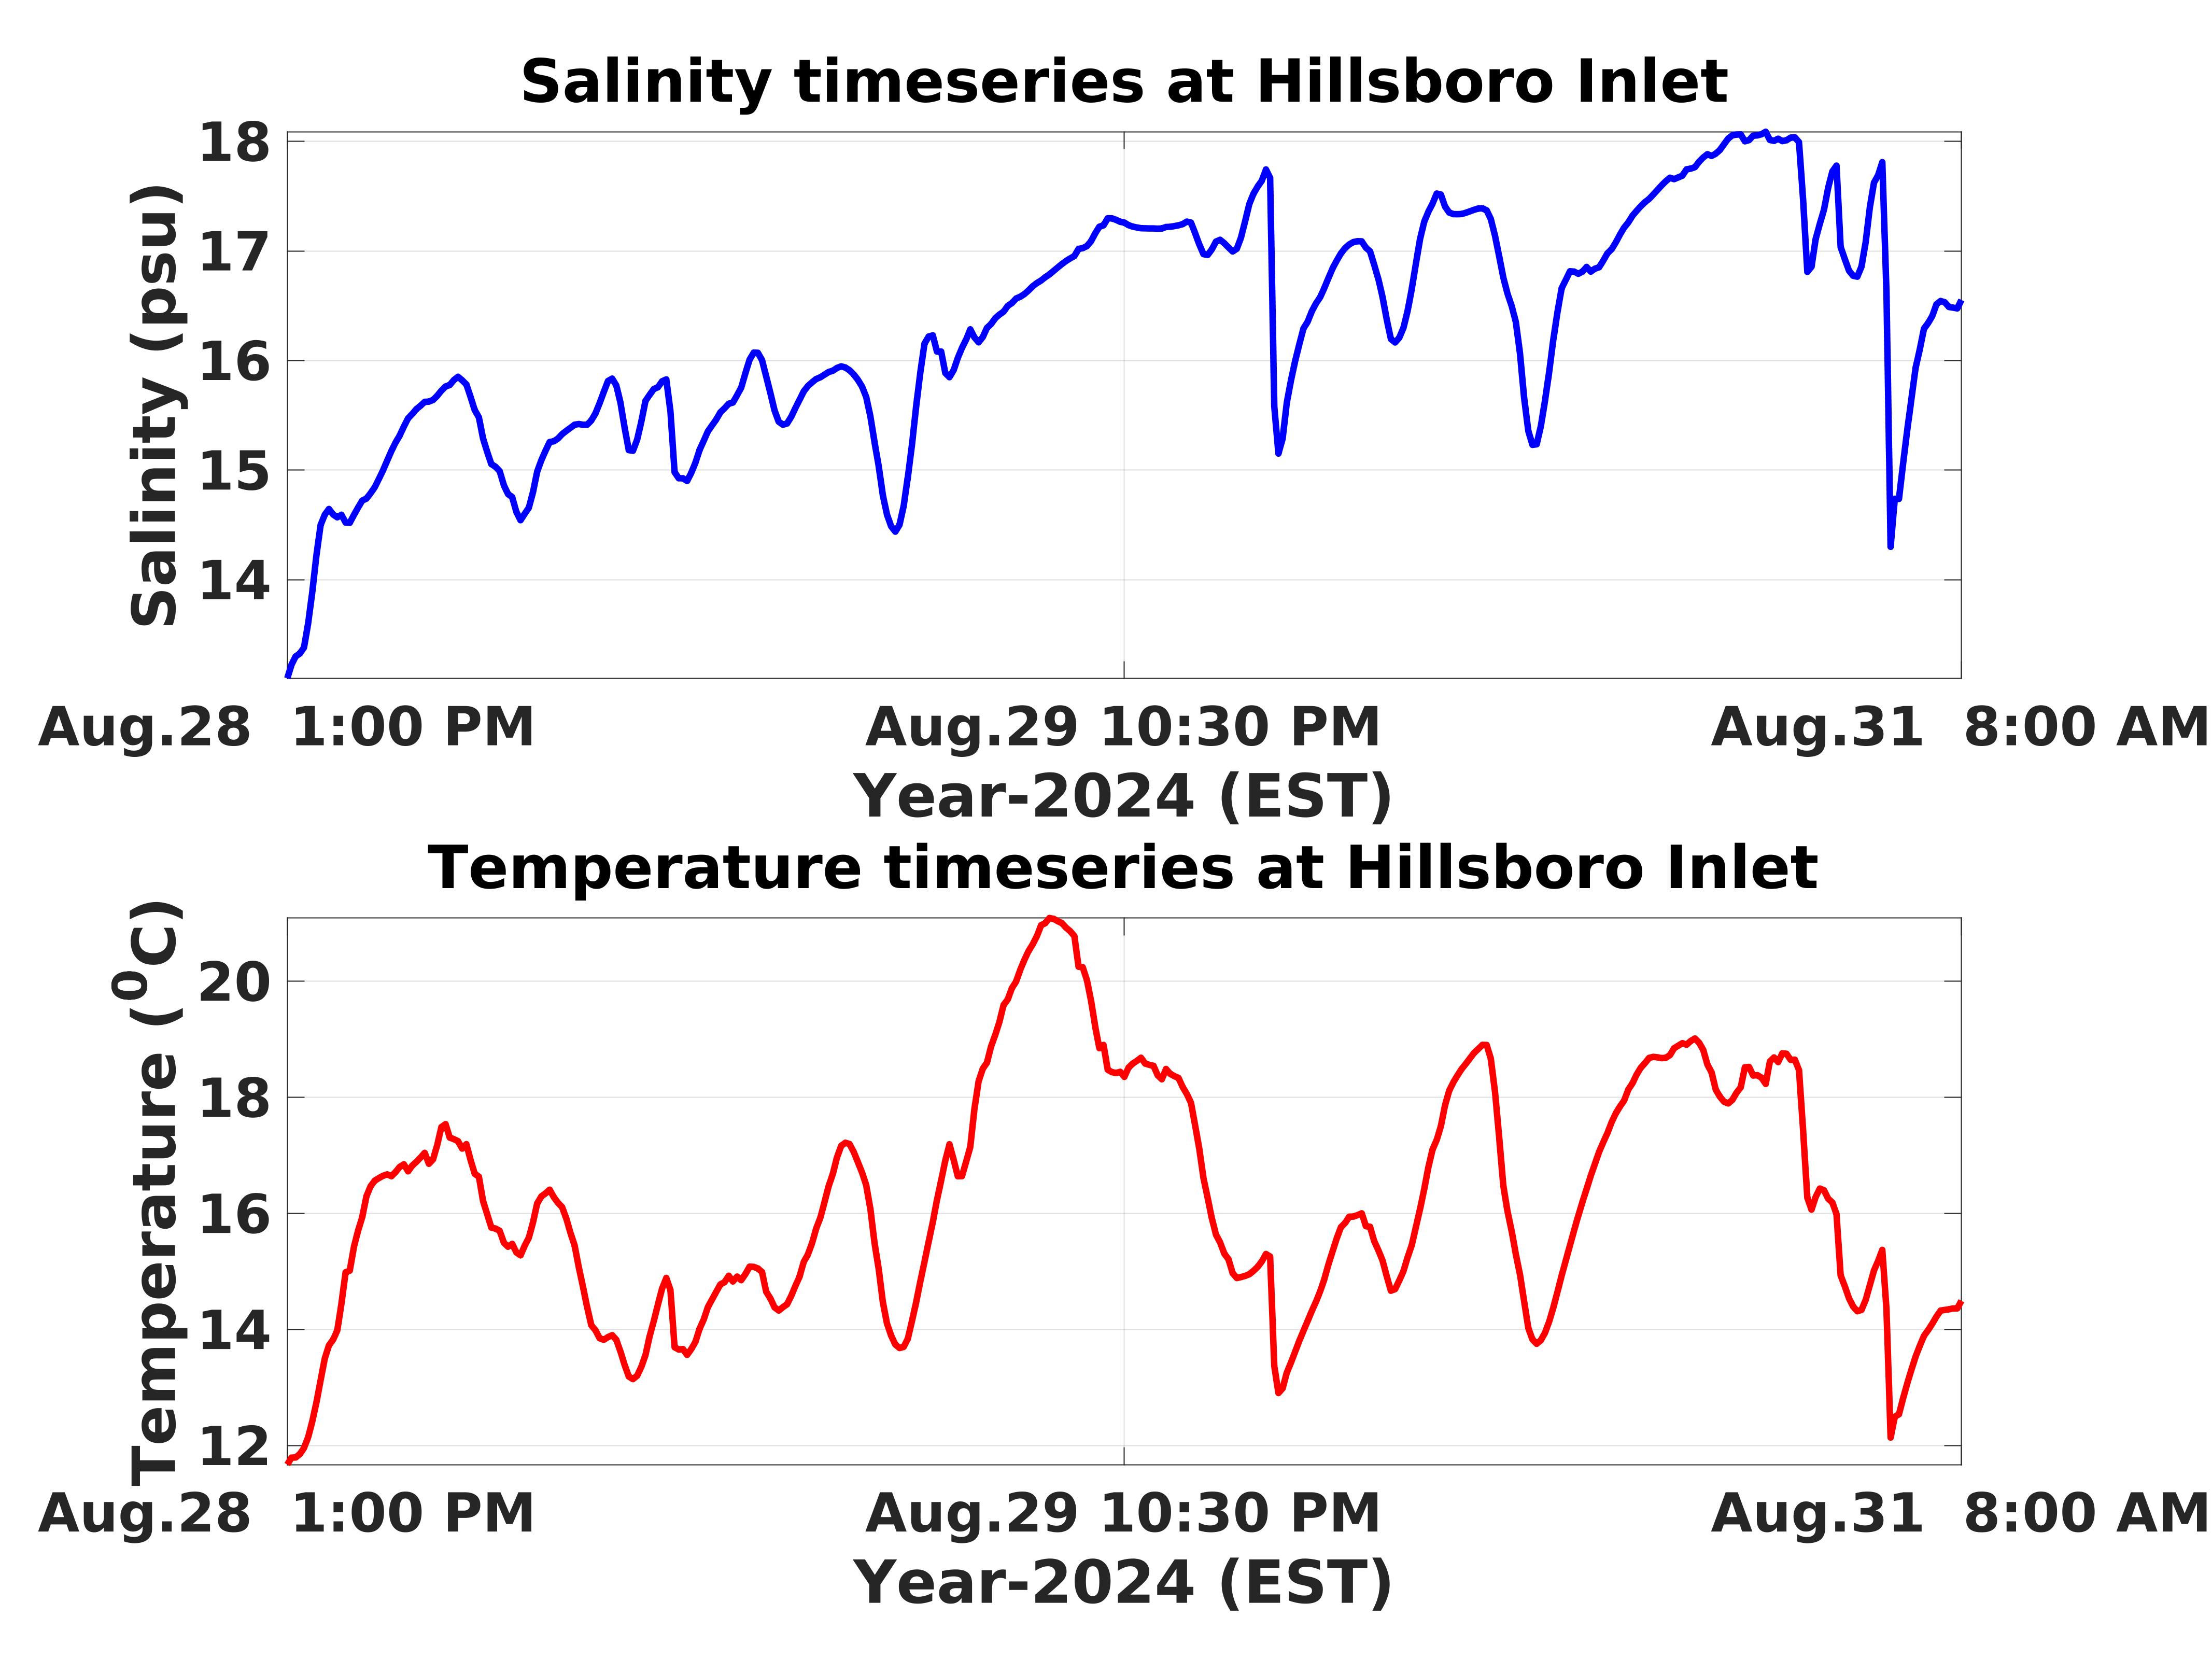 Salinity timeseries at Hillsboro Inlet
Salinity (psu)
18
17
16
15
14
Aug.28 1:00 PM Aug.29 10:30 PM Aug.31 8:00 AM
Year-2024 (EST)
Temperature timeseries at Hillsboro Inlet
Temperature (⁰C)
20
18
16
14
12
Aug.28 1:00 PM Aug.29 10:30 PM Aug.31 8:00 AM
Year-2024 (EST)